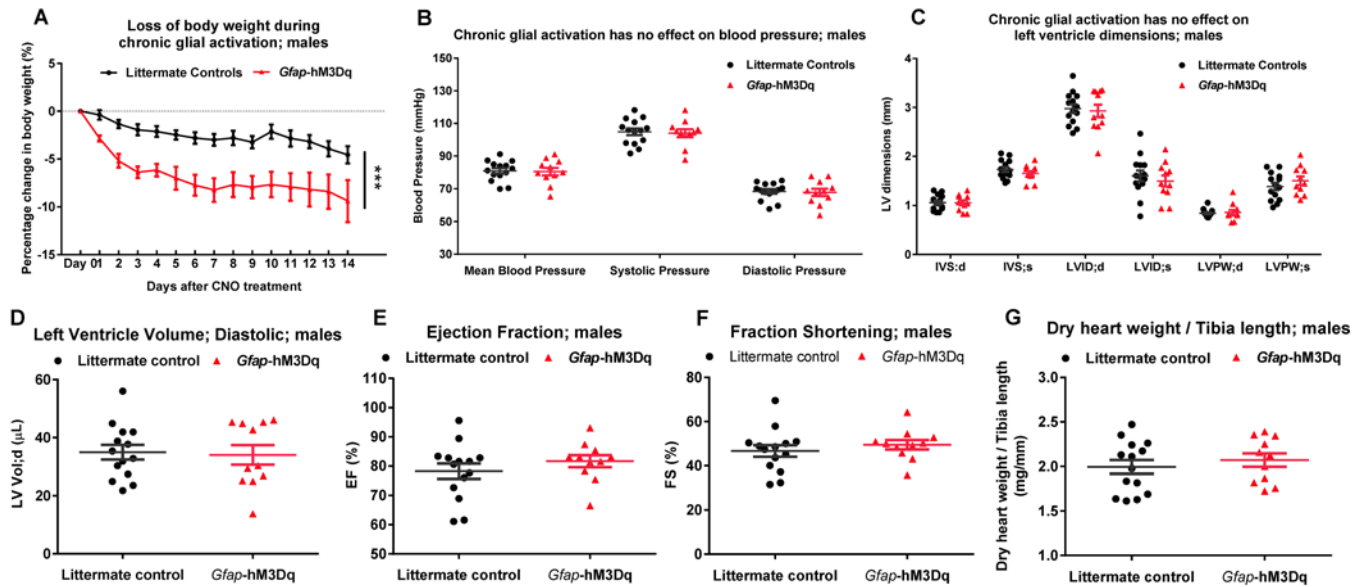 A
Loss of body weight during
chronic glial activation; males
Littermate Controls
Gfap-hM3Dq
Percentage change in body weight (%)
0
-5
-10
-15
***
Day 01 2 3 4 5 6 7 8 9 10 11 12 13 14
Days after CNO treatment
B
Chronic glial activation has no effect on blood pressure; males
Littermate Controls
Gfap-hM3Dq
Blood Pressure (mmHg)
150
130
110
90
70
50
30
Mean Blood Pressure Systolic Pressure Diastolic Pressure
C
Chronic glial activation has no effect on
left ventricle dimensions; males
Littermate Controls
Gfap-hM3Dq
LV dimensions (mm)
4
3
2
1
0
IVS:d IVS;s LVID;d LVID;s LVPW;d LVPW;s
D
Left Ventricle Volume; Diastolic; males
Littermate control Gfap-hM3Dq
LV Vol;d (µL)
60
40
20
0
Littermate control Gfap-hM3Dq
E
Ejection Fraction; males
Littermate control Gfap-hM3Dq
EF (%)
110
100
90
80
70
60
50
Littermate control Gfap-hM3Dq
F
Fraction Shortening; males
Littermate control Gfap-hM3Dq
FS (%)
80
60
40
20
0
Littermate control Gfap-hM3Dq
G
Dry heart weight / Tibia length; males
Littermate control Gfap-hM3Dq
Dry heart weight / Tibia length
(mg/mm)
3.0
2.5
2.0
1.5
1.0
Littermate control Gfap-hM3Dq